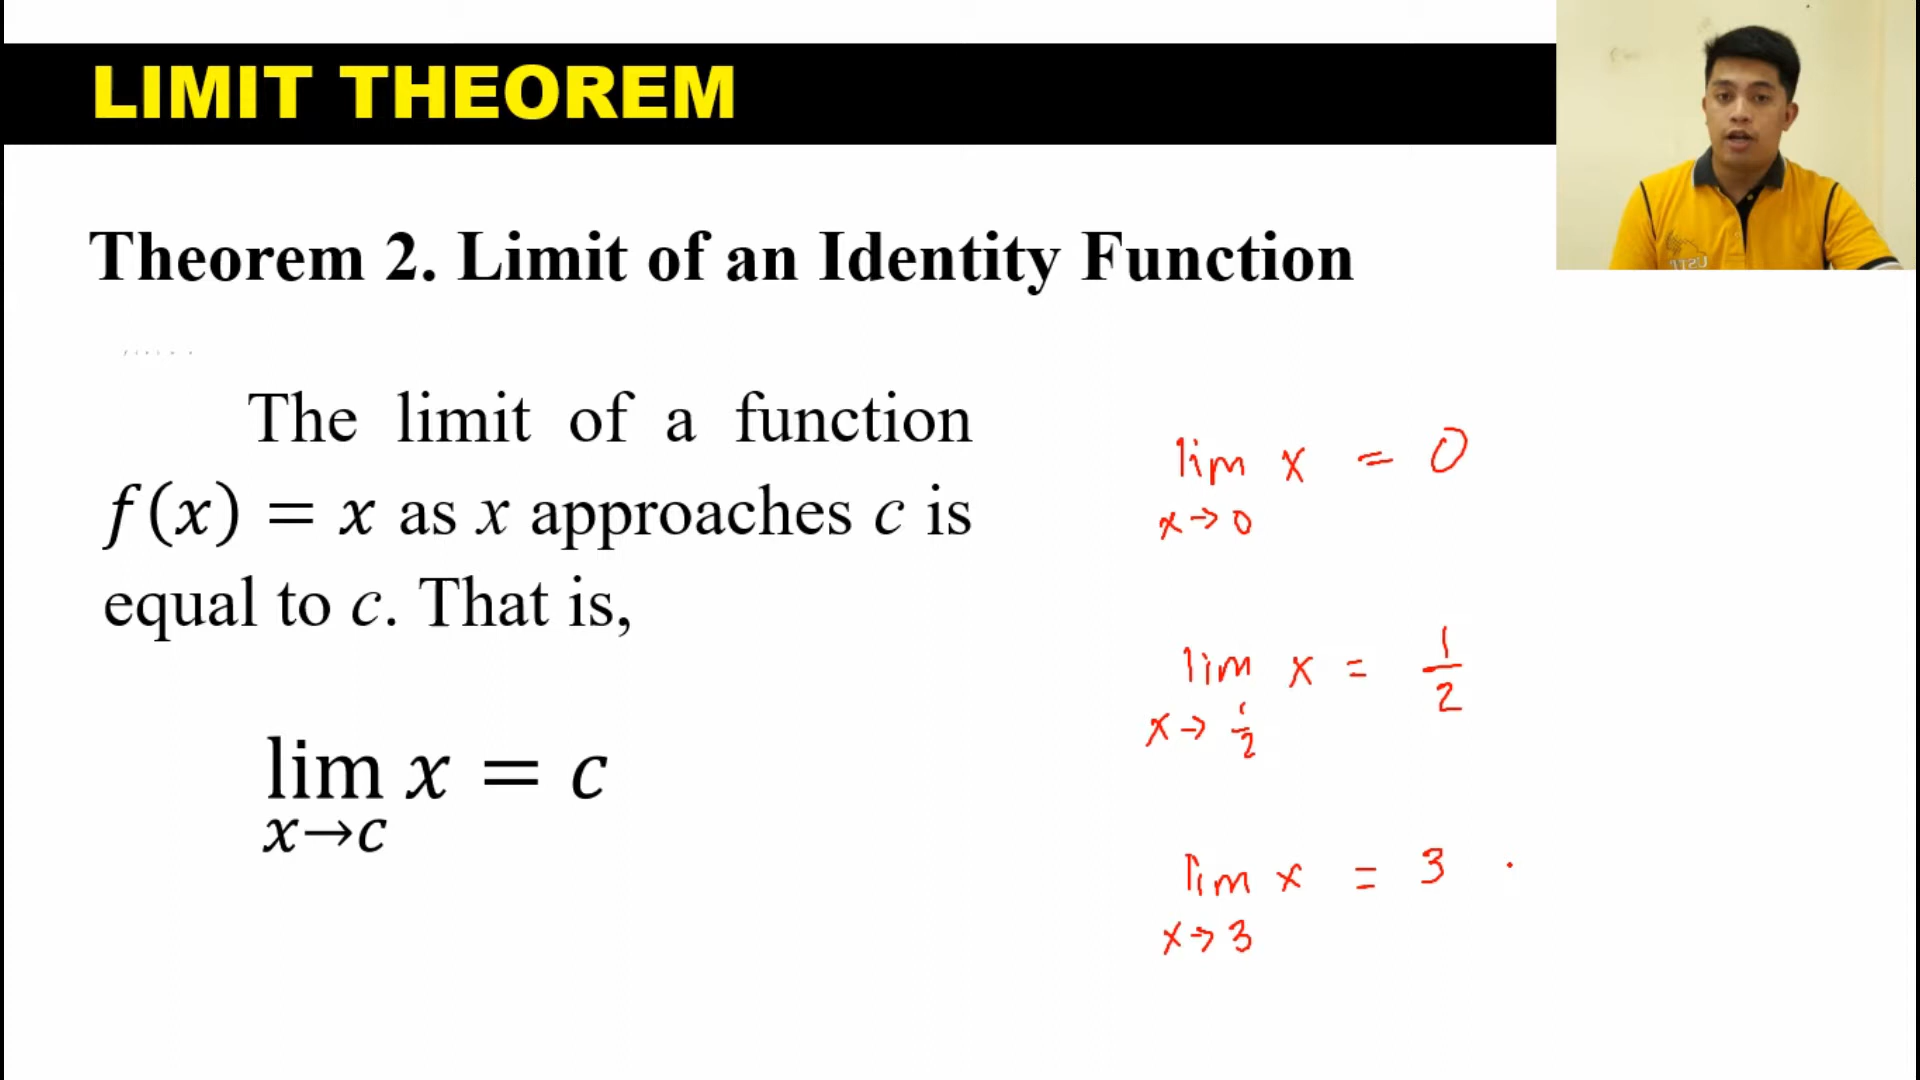 LIMIT THEOREM
Theorem 2. Limit of an Identity Function
The limit of a function
f(x) = x as x approaches c is
equal to c. That is,
lim x = c
x→c
lim x = 0
x→0
lim x = 1/2
x→1/2
lim x = 3
x→3